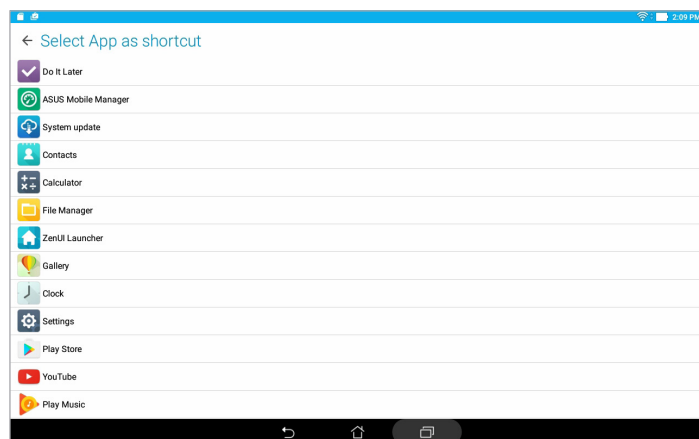 2:09 PM
Select App as shortcut
Do It Later
ASUS Mobile Manager
System update
Contacts
Calculator
File Manager
ZenUI Launcher
Gallery
Clock
Settings
Play Store
YouTube
Play Music